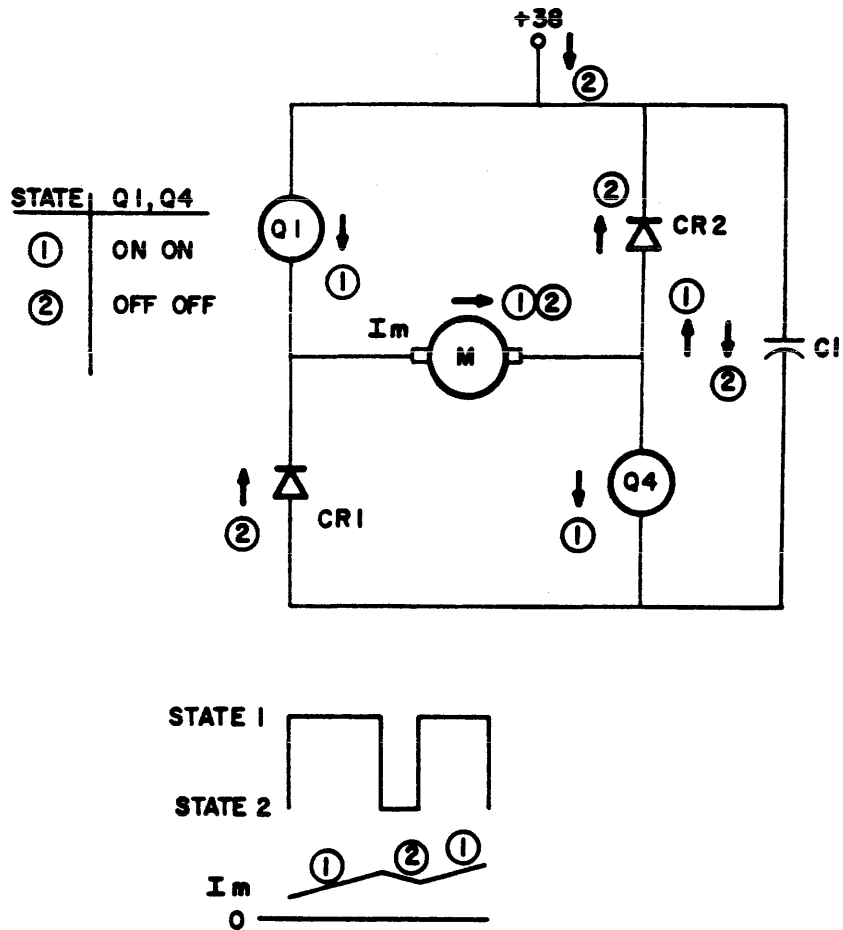 +38
②
STATE Q1, Q4
① ON ON
② OFF OFF
Q1
①
②
CR2
Im
①②
M
①
②
C1
②
CR1
①
Q4
STATE 1
STATE 2
① ② ①
Im
0